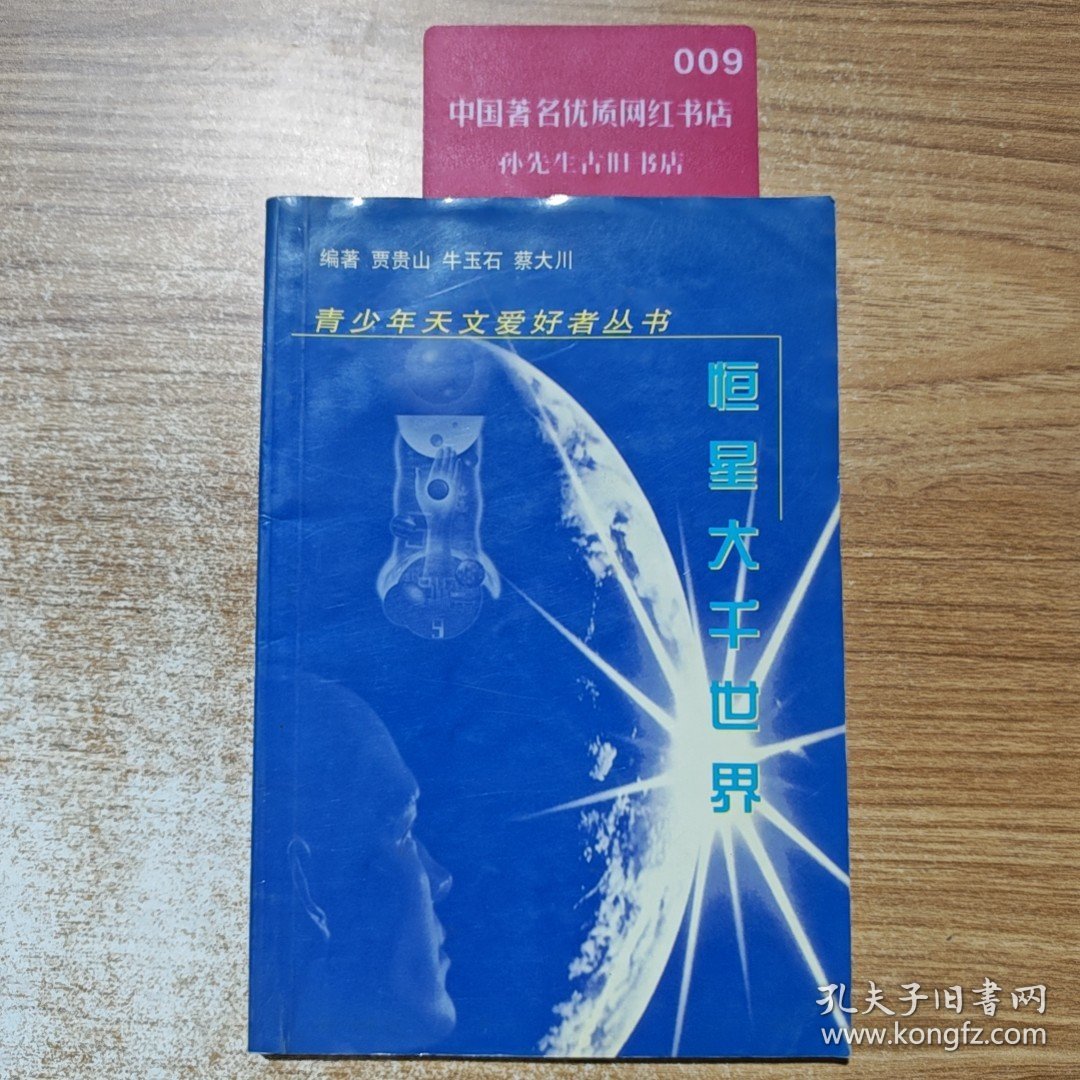 009
中国著名优质网红书店
孙先生古旧书店
编著 贾贵山 牛玉石 蔡大川
青少年天文爱好者丛书
恒星大千世界
孔夫子旧書网
www.kongfz.com